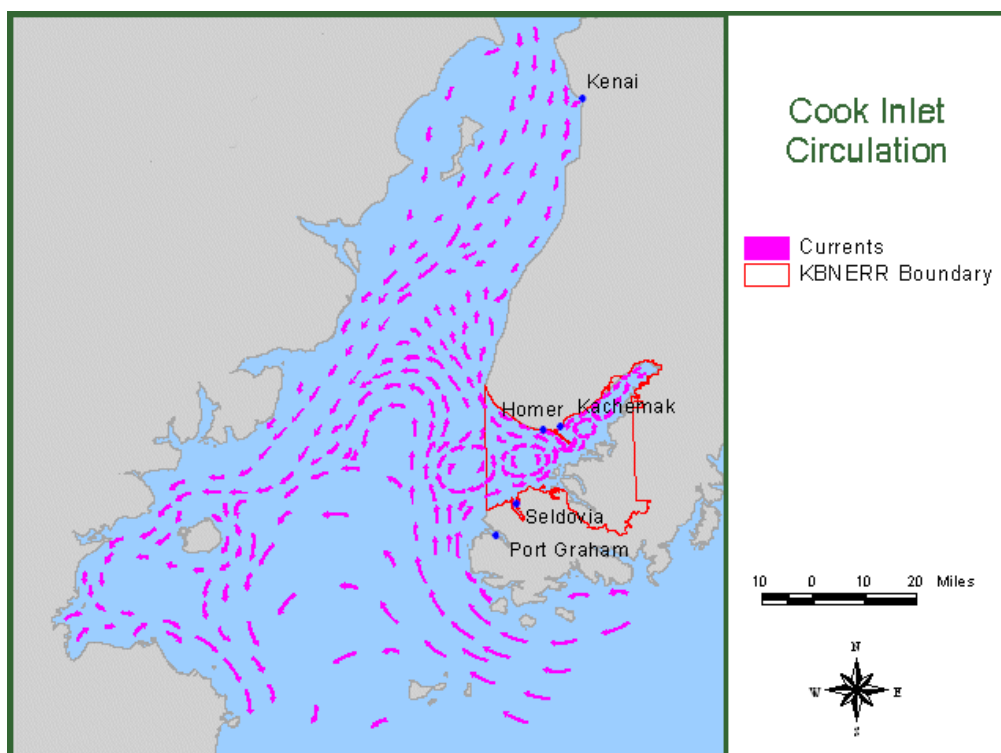 Kenai
Homer
Kachemak
Seldovia
Port Graham
Cook Inlet
Circulation
Currents
KBNERR Boundary
10 0 10 20 Miles
N
W E
S